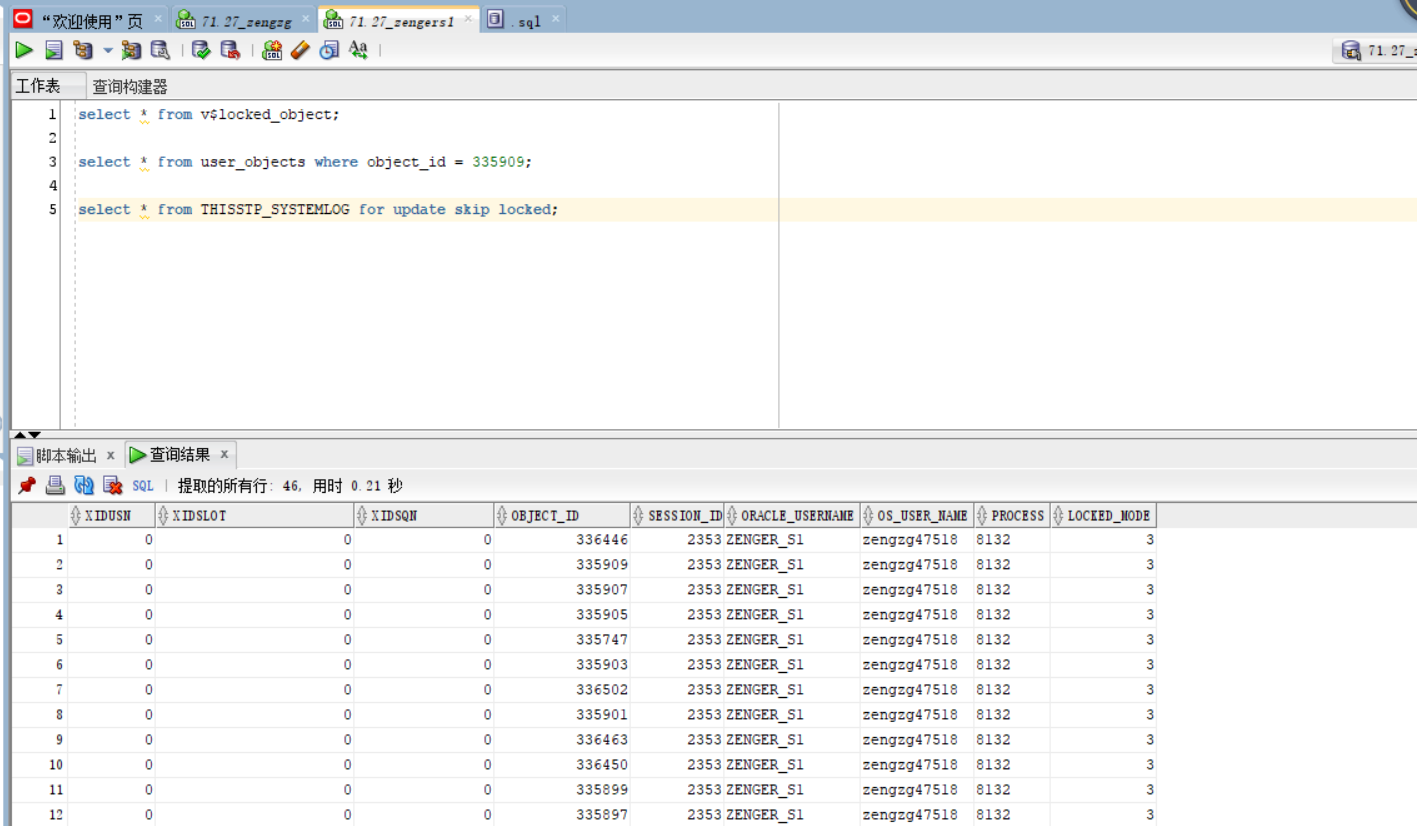 “欢迎使用”页 71.27_zengzg 71.27_zengers1 .sql
71.27_
工作表 查询构建器
1 select * from v$locked_object;
2
3 select * from user_objects where object_id = 335909;
4
5 select * from THISSTP_SYSTEMLOG for update skip locked;
脚本输出 x 查询结果 x
SQL | 提取的所有行: 46, 用时 0.21 秒
XIDUSN XIDSLOT XIDSQN OBJECT_ID SESSION_ID ORACLE_USERNAME OS_USER_NAME PROCESS LOCKED_MODE
1 0 0 0 336446 2353 ZENGER_S1 zengzg47518 8132 3
2 0 0 0 335909 2353 ZENGER_S1 zengzg47518 8132 3
3 0 0 0 335907 2353 ZENGER_S1 zengzg47518 8132 3
4 0 0 0 335905 2353 ZENGER_S1 zengzg47518 8132 3
5 0 0 0 335747 2353 ZENGER_S1 zengzg47518 8132 3
6 0 0 0 335903 2353 ZENGER_S1 zengzg47518 8132 3
7 0 0 0 336502 2353 ZENGER_S1 zengzg47518 8132 3
8 0 0 0 335901 2353 ZENGER_S1 zengzg47518 8132 3
9 0 0 0 336463 2353 ZENGER_S1 zengzg47518 8132 3
10 0 0 0 336450 2353 ZENGER_S1 zengzg47518 8132 3
11 0 0 0 335899 2353 ZENGER_S1 zengzg47518 8132 3
12 0 0 0 335897 2353 ZENGER_S1 zengzg47518 8132 3